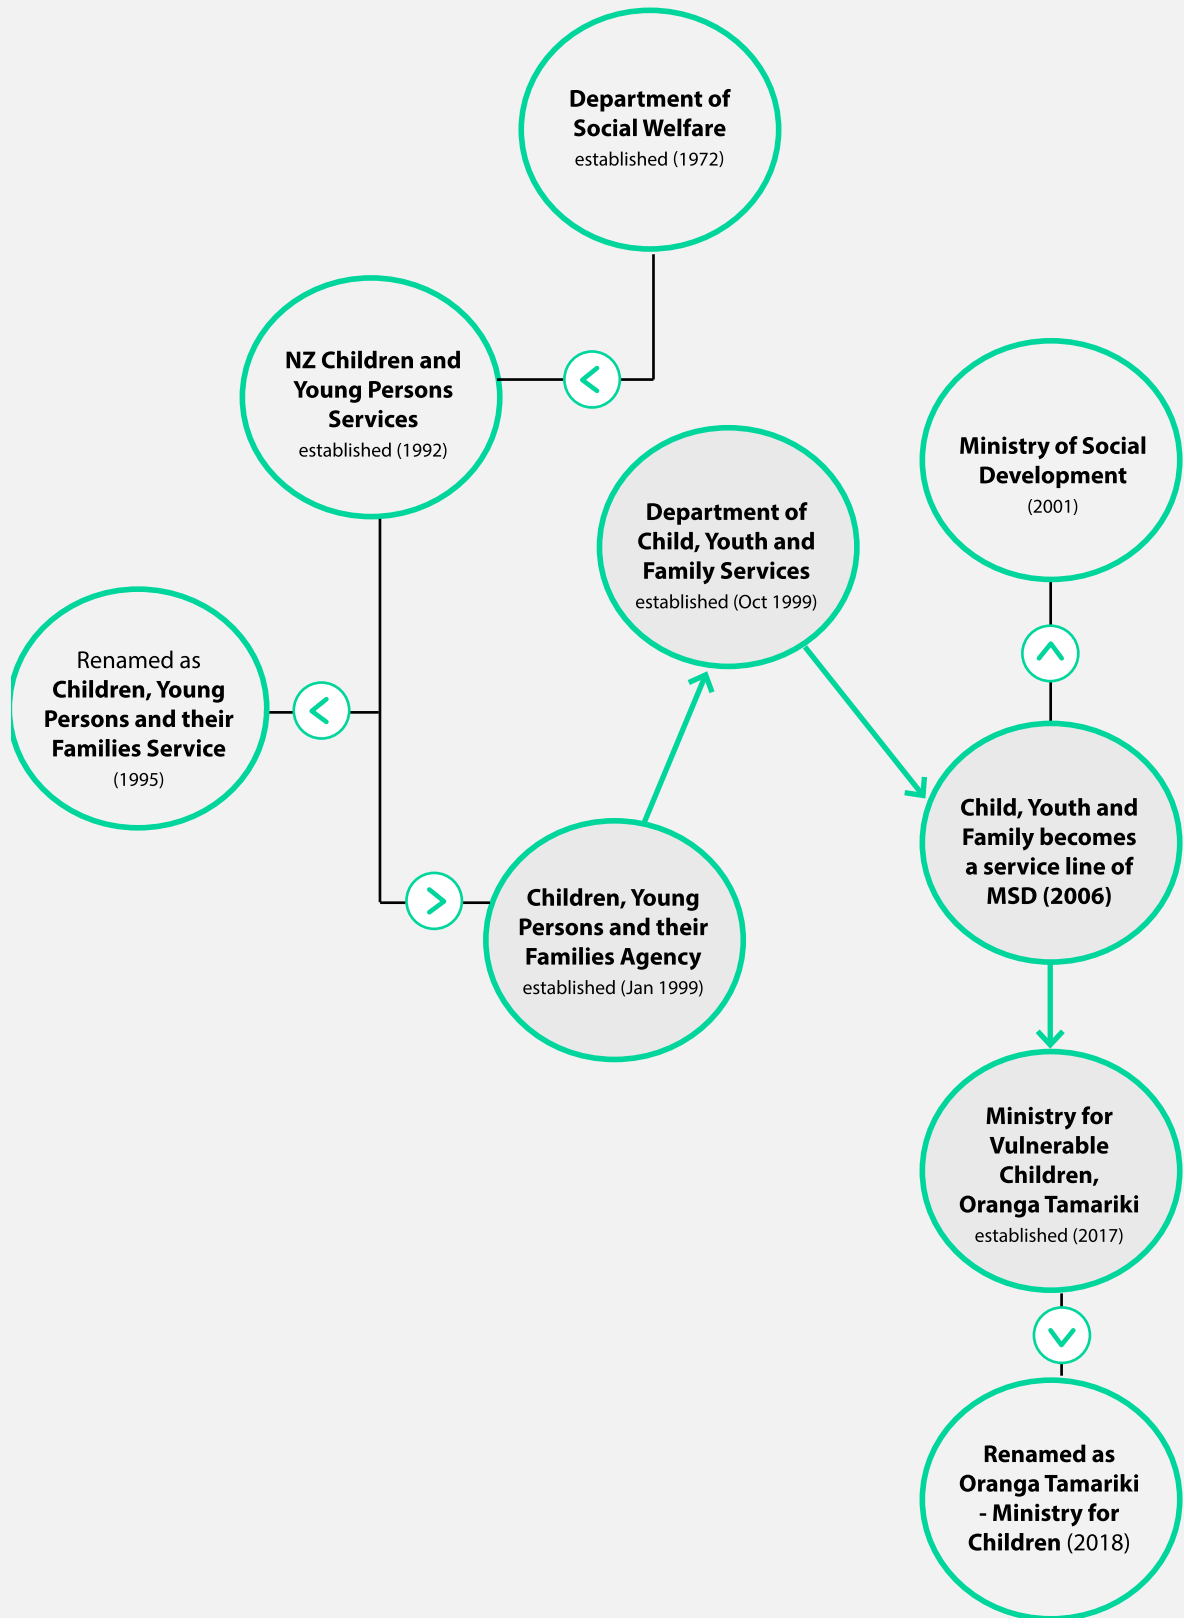 Department of
Social Welfare
established (1972)
NZ Children and
Young Persons
Services
established (1992)
Renamed as
Children, Young
Persons and their
Families Service
(1995)
Children, Young
Persons and their
Families Agency
established (Jan 1999)
Department of
Child, Youth and
Family Services
established (Oct 1999)
Ministry of Social
Development
(2001)
Child, Youth and
Family becomes
a service line of
MSD (2006)
Ministry for
Vulnerable
Children,
Oranga Tamariki
established (2017)
Renamed as
Oranga Tamariki
- Ministry for
Children (2018)